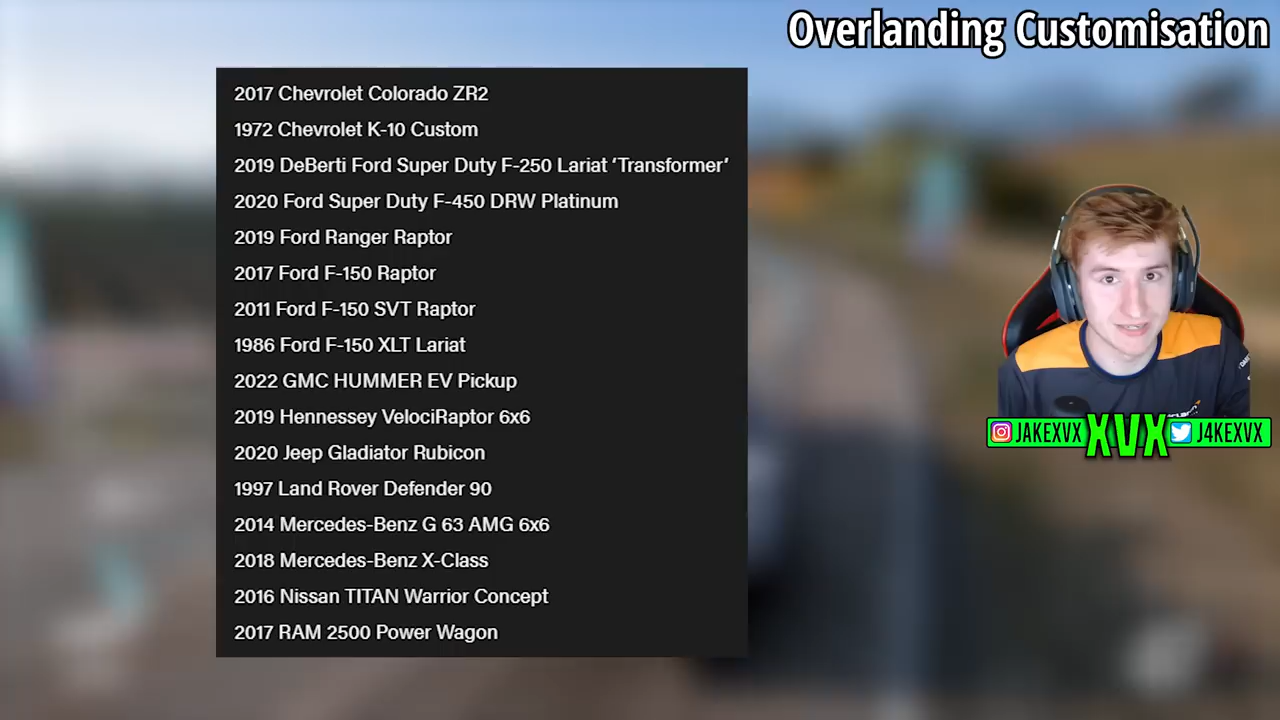 Overlanding Customisation
2017 Chevrolet Colorado ZR2
1972 Chevrolet K-10 Custom
2019 DeBerti Ford Super Duty F-250 Lariat ‘Transformer’
2020 Ford Super Duty F-450 DRW Platinum
2019 Ford Ranger Raptor
2017 Ford F-150 Raptor
2011 Ford F-150 SVT Raptor
1986 Ford F-150 XLT Lariat
2022 GMC HUMMER EV Pickup
2019 Hennessey VelociRaptor 6x6
2020 Jeep Gladiator Rubicon
1997 Land Rover Defender 90
2014 Mercedes-Benz G 63 AMG 6x6
2018 Mercedes-Benz X-Class
2016 Nissan TITAN Warrior Concept
2017 RAM 2500 Power Wagon
JAKEXVX XVX J4KEXVX